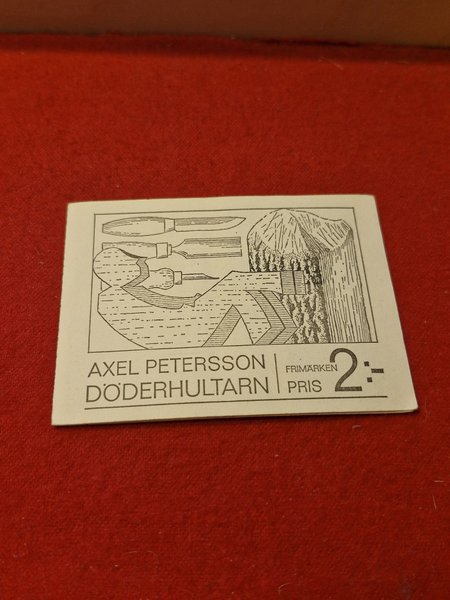 AXEL PETERSSON
DÖDERHULTARN
FRIMÄRKEN
PRIS 2:-